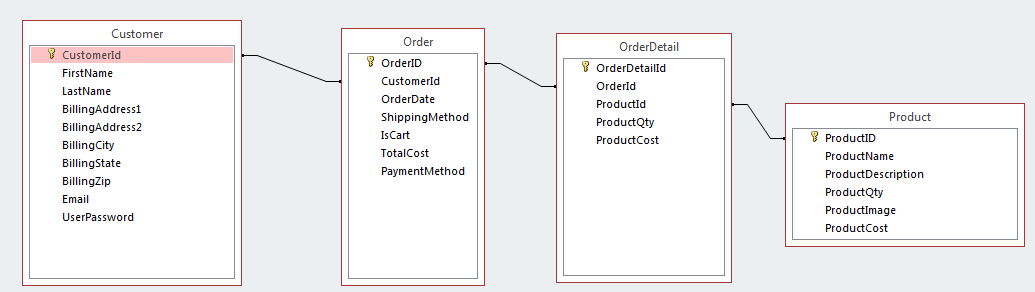 Customer
CustomerId
FirstName
LastName
BillingAddress1
BillingAddress2
BillingCity
BillingState
BillingZip
Email
UserPassword
Order
OrderID
CustomerId
OrderDate
ShippingMethod
IsCart
TotalCost
PaymentMethod
OrderDetail
OrderDetailId
OrderId
ProductId
ProductQty
ProductCost
Product
ProductID
ProductName
ProductDescription
ProductQty
ProductImage
ProductCost